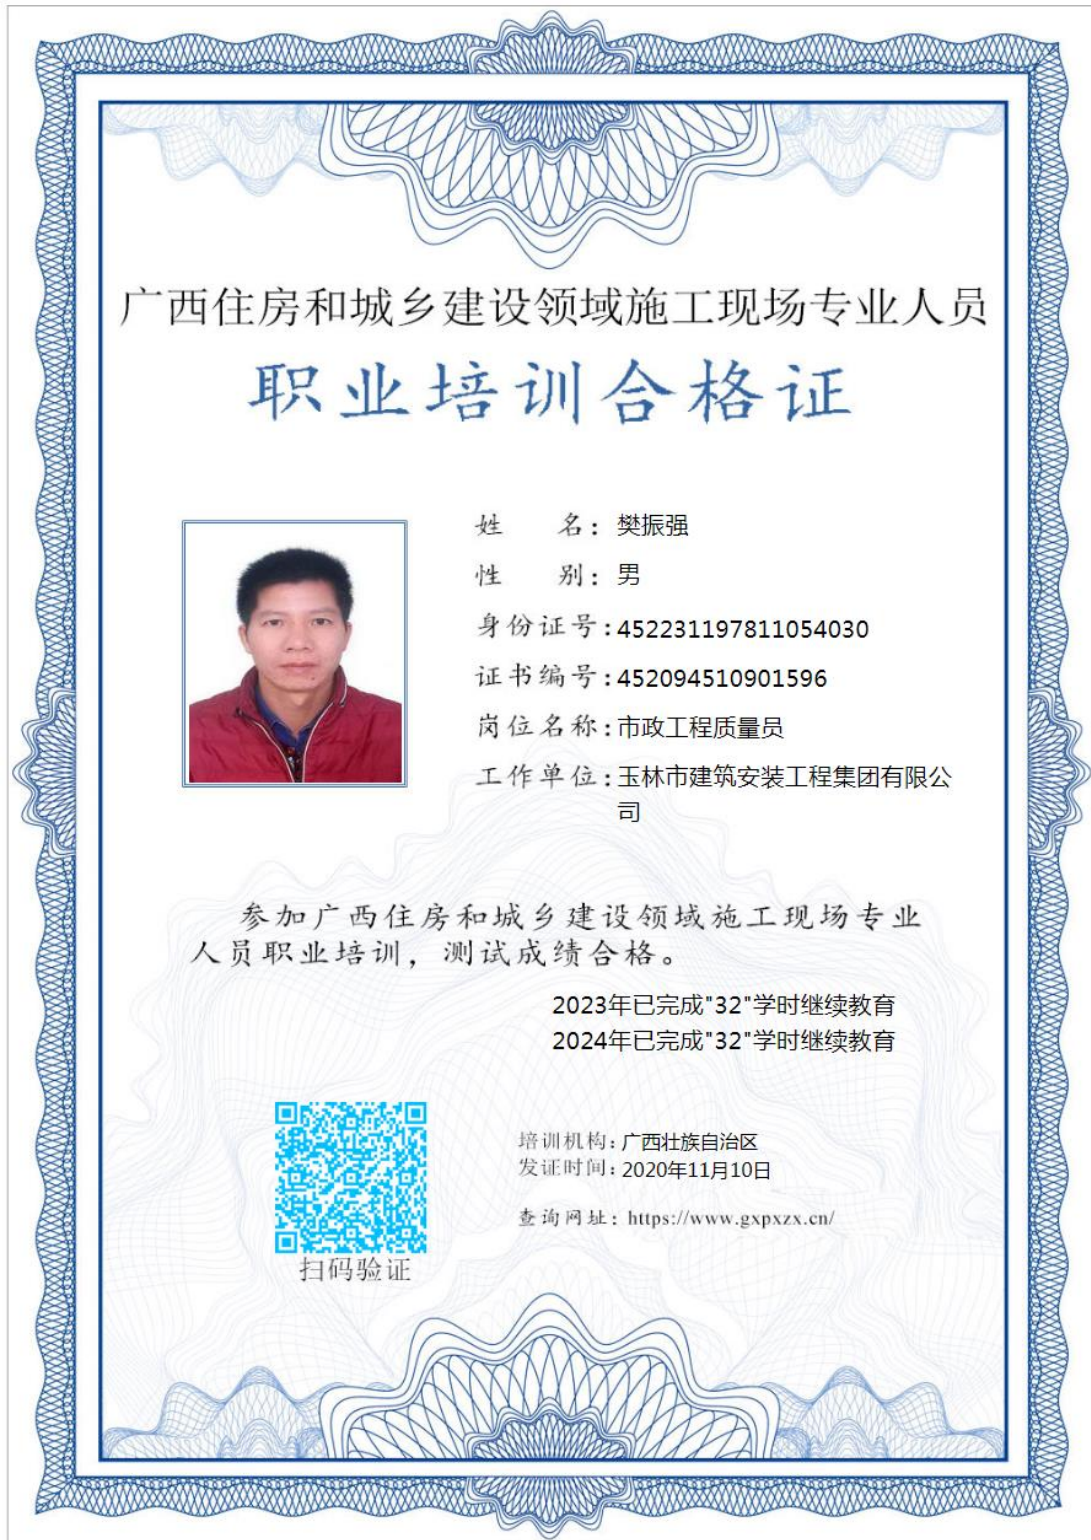 广西住房和城乡建设领域施工现场专业人员
职业培训合格证
姓 名：樊振强
性 别：男
身份证号：452231197811054030
证书编号：452094510901596
岗位名称：市政工程质量员
工作单位：玉林市建筑安装工程集团有限公
司
参加广西住房和城乡建设领域施工现场专业
人员职业培训，测试成绩合格。
2023年已完成"32"学时继续教育
2024年已完成"32"学时继续教育
培训机构：广西壮族自治区
发证时间：2020年11月10日
查询网址：https://www.gxpxzx.cn/
扫码验证